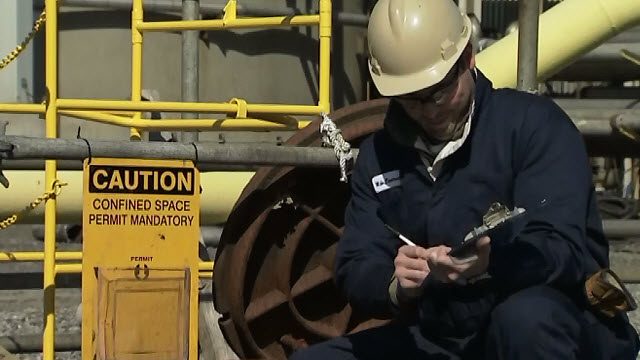 CAUTION
CONFINED SPACE
PERMIT MANDATORY
PERMIT